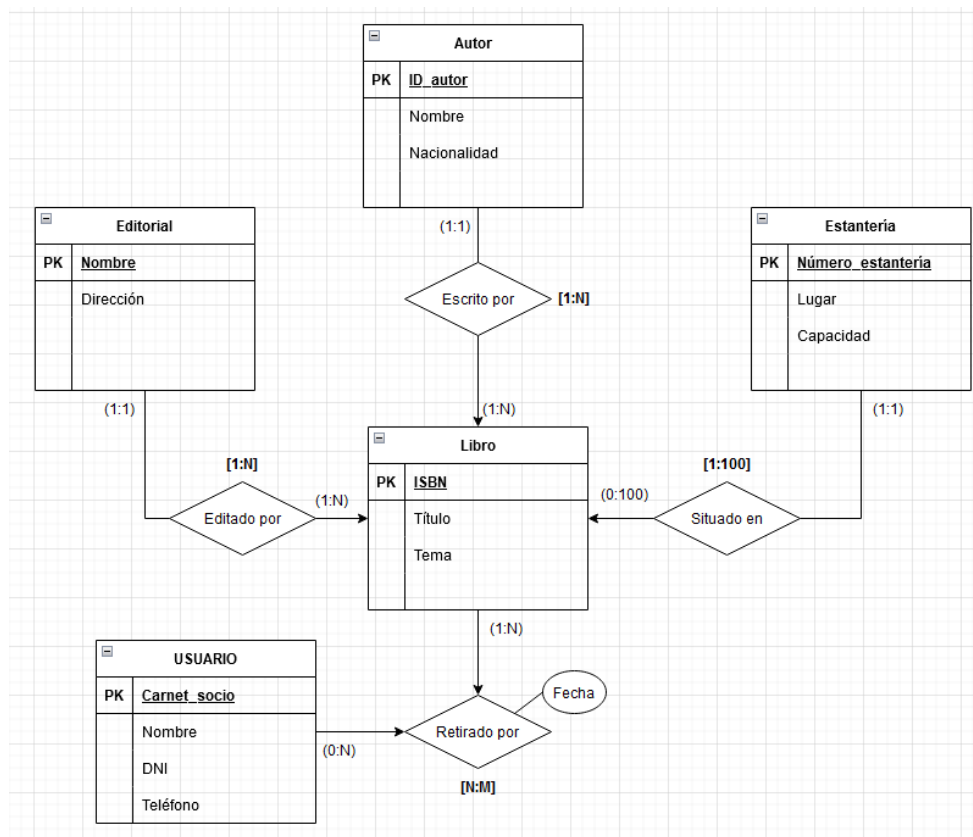 Autor
PK ID_autor
Nombre
Nacionalidad
(1:1)
Editorial
PK Nombre
Dirección
(1:1)
Estantería
PK Número_estantería
Lugar
Capacidad
(1:1)
Escrito por
[1:N]
(1:N)
[1:N]
Editado por
(1:N)
Libro
PK ISBN
Título
Tema
[1:100]
(0:100)
Situado en
(1:N)
USUARIO
PK Carnet_socio
Nombre
DNI
Teléfono
(0:N)
Retirado por
Fecha
[N:M]